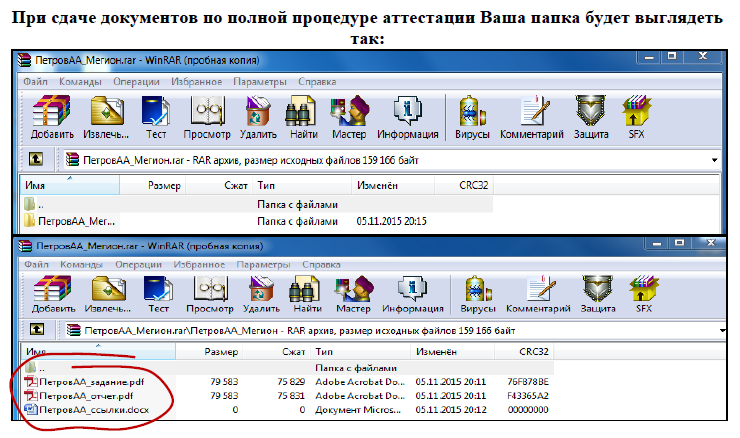 При сдаче документов по полной процедуре аттестации Ваша папка будет выглядеть
так:
ПетровАА_Мегион.rar - WinRAR (пробная копия)
Файл Команды Операции Избранное Параметры Справка
Добавить Извлечь... Тест Просмотр Удалить Найти Мастер Информация Вирусы Комментарий Защита SFX
ПетровАА_Мегион.rar - RAR архив, размер исходных файлов 159 166 байт
Имя Размер Сжат Тип Изменён CRC32
.. Папка с файлами
ПетровАА_Мег... Папка с файлами 05.11.2015 20:15
ПетровАА_Мегион.rar - WinRAR (пробная копия)
Файл Команды Операции Избранное Параметры Справка
Добавить Извлечь... Тест Просмотр Удалить Найти Мастер Информация Вирусы Комментарий Защита SFX
ПетровАА_Мегион.rar\ПетровАА_Мегион - RAR архив, размер исходных файлов 159 166 байт
Имя Размер Сжат Тип Изменён CRC32
.. Папка с файлами
ПетровАА_задание.pdf 79 583 75 829 Adobe Acrobat Do... 05.11.2015 20:11 76F878BE
ПетровАА_отчет.pdf 79 583 75 831 Adobe Acrobat Do... 05.11.2015 20:11 F43365A2
ПетровАА_ссылки.docx 0 0 Документ Micros... 05.11.2015 20:12 00000000